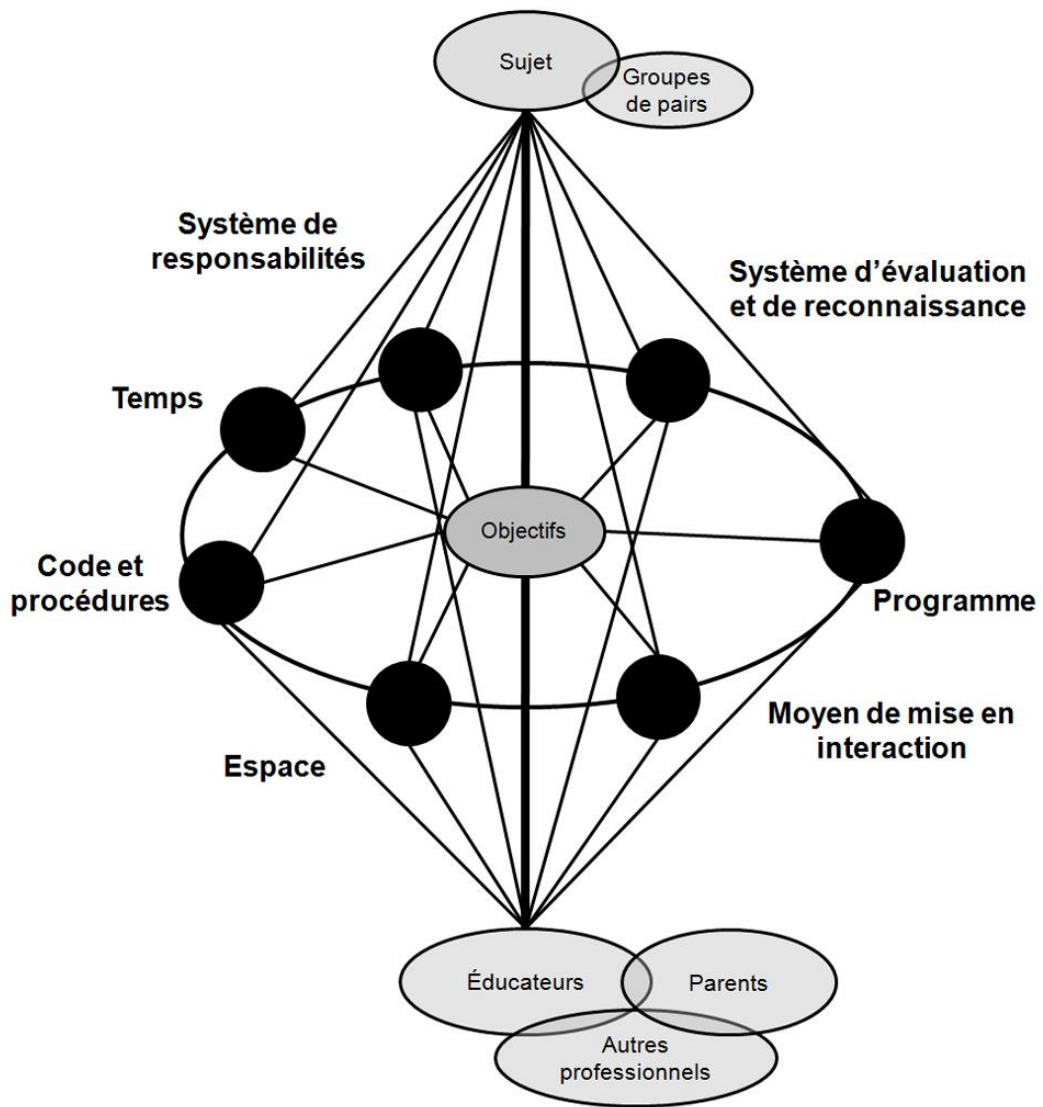 Sujet
Groupes
de pairs
Système de
responsabilités
Système d’évaluation
et de reconnaissance
Temps
Objectifs
Code et
procédures
Programme
Espace
Moyen de mise en
interaction
Éducateurs
Parents
Autres
professionnels